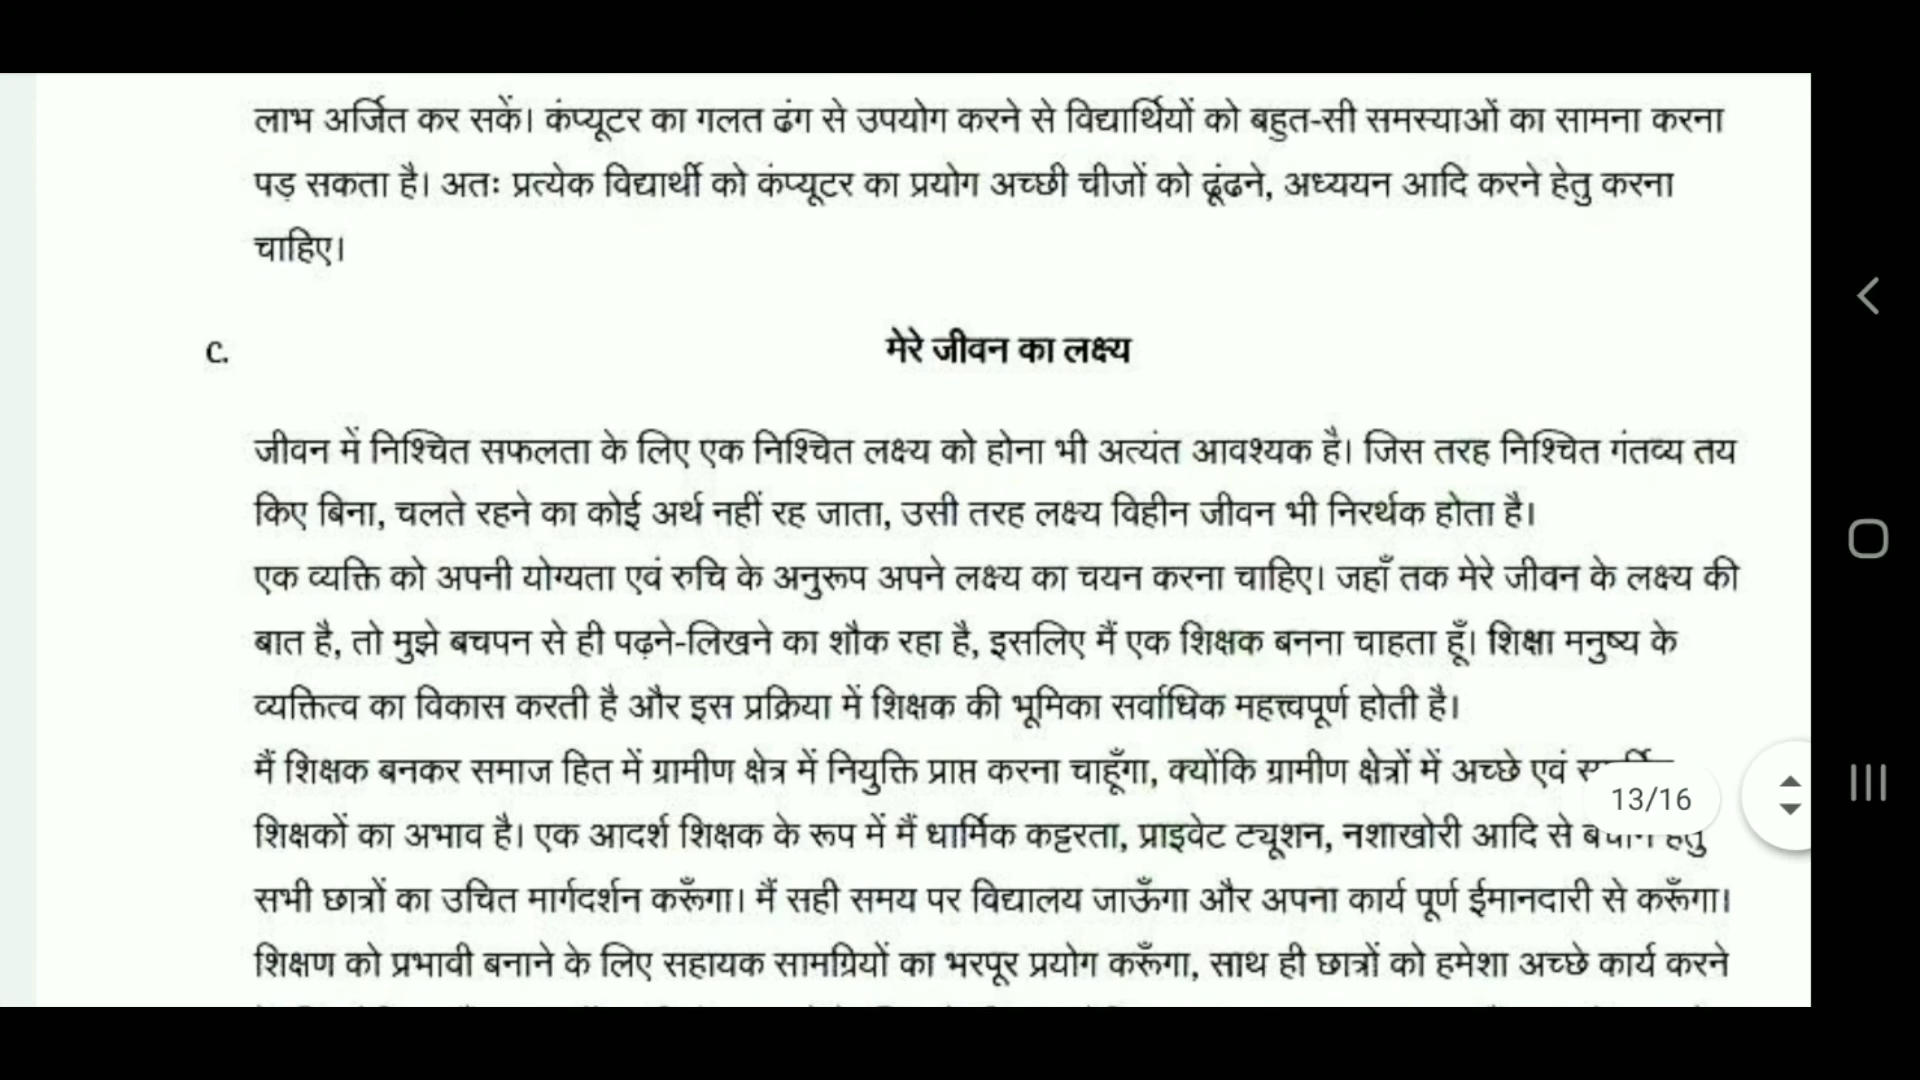 लाभ अर्जित कर सकें। कंप्यूटर का गलत ढंग से उपयोग करने से विद्यार्थियों को बहुत-सी समस्याओं का सामना करना
पड़ सकता है। अतः प्रत्येक विद्यार्थी को कंप्यूटर का प्रयोग अच्छी चीजों को ढूंढने, अध्ययन आदि करने हेतु करना
चाहिए।
c. मेरे जीवन का लक्ष्य
जीवन में निश्चित सफलता के लिए एक निश्चित लक्ष्य को होना भी अत्यंत आवश्यक है। जिस तरह निश्चित गंतव्य तय
किए बिना, चलते रहने का कोई अर्थ नहीं रह जाता, उसी तरह लक्ष्य विहीन जीवन भी निरर्थक होता है।
एक व्यक्ति को अपनी योग्यता एवं रुचि के अनुरूप अपने लक्ष्य का चयन करना चाहिए। जहाँ तक मेरे जीवन के लक्ष्य की
बात है, तो मुझे बचपन से ही पढ़ने-लिखने का शौक रहा है, इसलिए मैं एक शिक्षक बनना चाहता हूँ। शिक्षा मनुष्य के
व्यक्तित्व का विकास करती है और इस प्रक्रिया में शिक्षक की भूमिका सर्वाधिक महत्त्वपूर्ण होती है।
मैं शिक्षक बनकर समाज हित में ग्रामीण क्षेत्र में नियुक्ति प्राप्त करना चाहूँगा, क्योंकि ग्रामीण क्षेत्रों में अच्छे एवं
13/16
शिक्षकों का अभाव है। एक आदर्श शिक्षक के रूप में मैं धार्मिक कट्टरता, प्राइवेट ट्यूशन, नशाखोरी आदि से हेतु
सभी छात्रों का उचित मार्गदर्शन करूँगा। मैं सही समय पर विद्यालय जाऊँगा और अपना कार्य पूर्ण ईमानदारी से करूँगा।
शिक्षण को प्रभावी बनाने के लिए सहायक सामग्रियों का भरपूर प्रयोग करूँगा, साथ ही छात्रों को हमेशा अच्छे कार्य करने